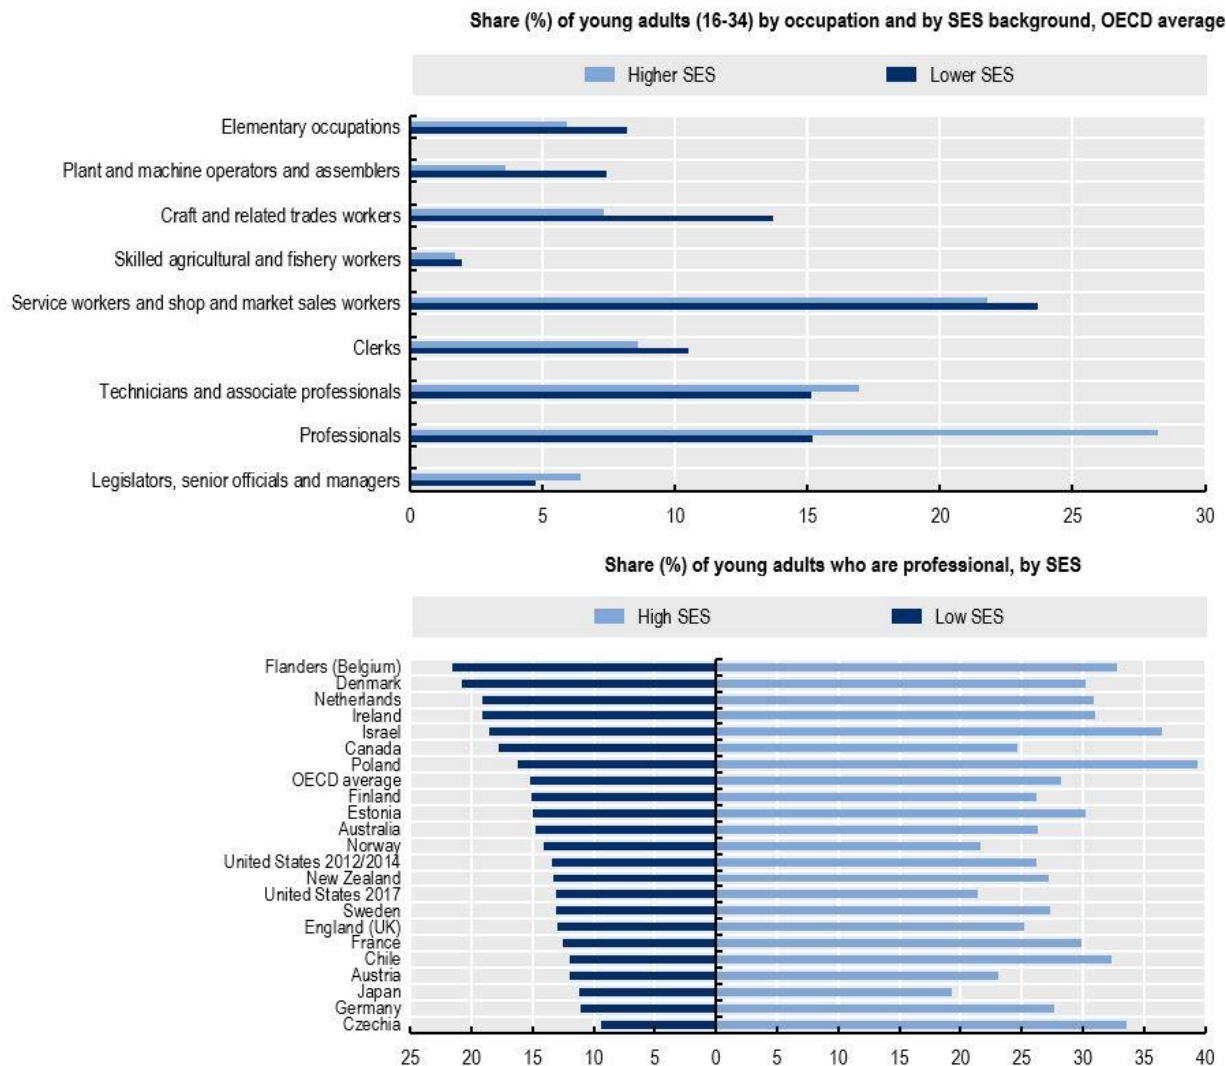 Share (%) of young adults (16-34) by occupation and by SES background, OECD average
Higher SES
Lower SES
Elementary occupations
Plant and machine operators and assemblers
Craft and related trades workers
Skilled agricultural and fishery workers
Service workers and shop and market sales workers
Clerks
Technicians and associate professionals
Professionals
Legislators, senior officials and managers
0 5 10 15 20 25 30
Share (%) of young adults who are professional, by SES
High SES
Low SES
Flanders (Belgium)
Denmark
Netherlands
Ireland
Israel
Canada
Poland
OECD average
Finland
Estonia
Australia
Norway
United States 2012/2014
New Zealand
United States 2017
Sweden
England (UK)
France
Chile
Austria
Japan
Germany
Czechia
25 20 15 10 5 0 5 10 15 20 25 30 35 40